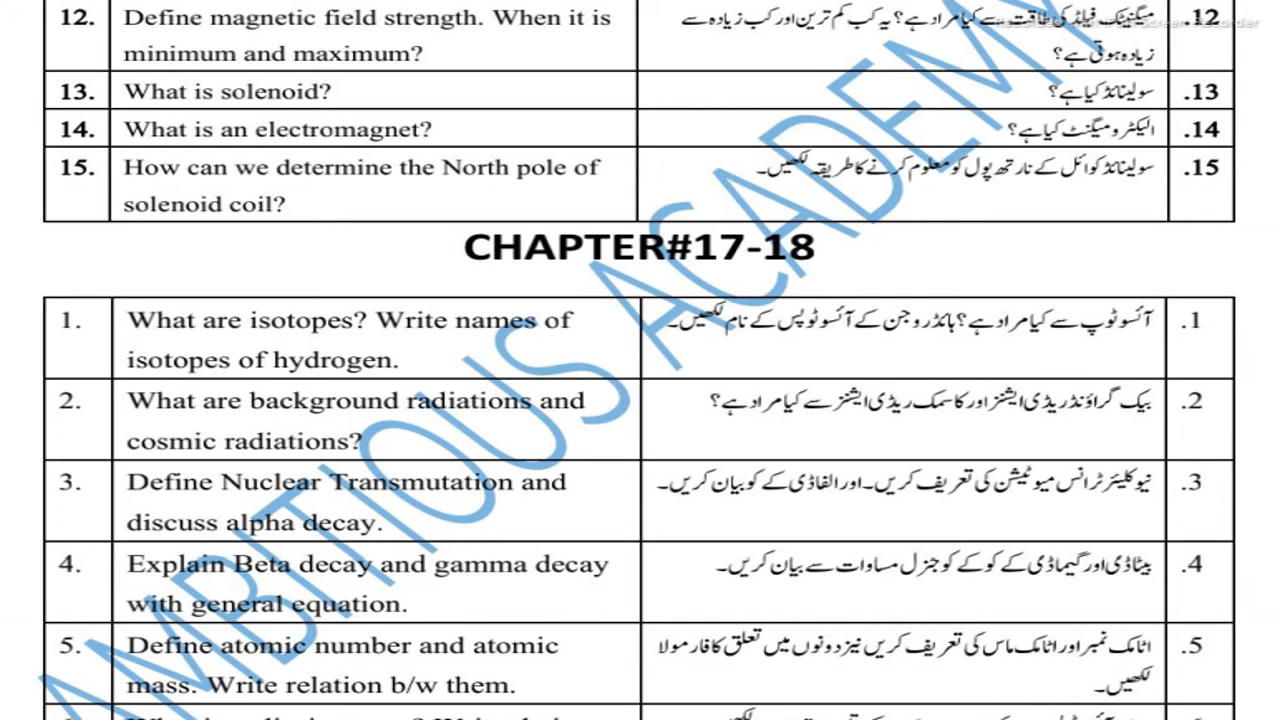 12. Define magnetic field strength. When it is minimum and maximum?
میگنیٹک فیلڈ کی طاقت سے کیا مراد ہے؟ یہ کب کم ترین اور کب زیادہ سے زیادہ ہوتی ہے؟ .12
13. What is solenoid?
سولینائڈ کیا ہے؟ .13
14. What is an electromagnet?
الیکٹرومیگنٹ کیا ہے؟ .14
15. How can we determine the North pole of solenoid coil?
سولینائڈ کوائل کے نارتھ پول کو معلوم کرنے کا طریقہ لکھیں۔ .15
CHAPTER#17-18
1. What are isotopes? Write names of isotopes of hydrogen.
آئسوٹوپ سے کیا مراد ہے؟ ہائڈروجن کے آئسوٹوپس کے نام لکھیں۔ .1
2. What are background radiations and cosmic radiations?
بیک گراؤنڈ ریڈی ایشنز اور کاسمک ریڈی ایشنز سے کیا مراد ہے؟ .2
3. Define Nuclear Transmutation and discuss alpha decay.
نیوکلیئر ٹرانس میوٹیشن کی تعریف کریں۔ اور الفا ڈی کے کو بیان کریں۔ .3
4. Explain Beta decay and gamma decay with general equation.
بیٹا ڈی اور گیما ڈی کے کو کے کو جنرل مساوات سے بیان کریں۔ .4
5. Define atomic number and atomic mass. Write relation b/w them.
اٹامک نمبر اور اٹامک ماس کی تعریف کریں نیز دونوں میں تعلق کا فارمولا لکھیں۔ .5
AMBITIOUS ACADEMY